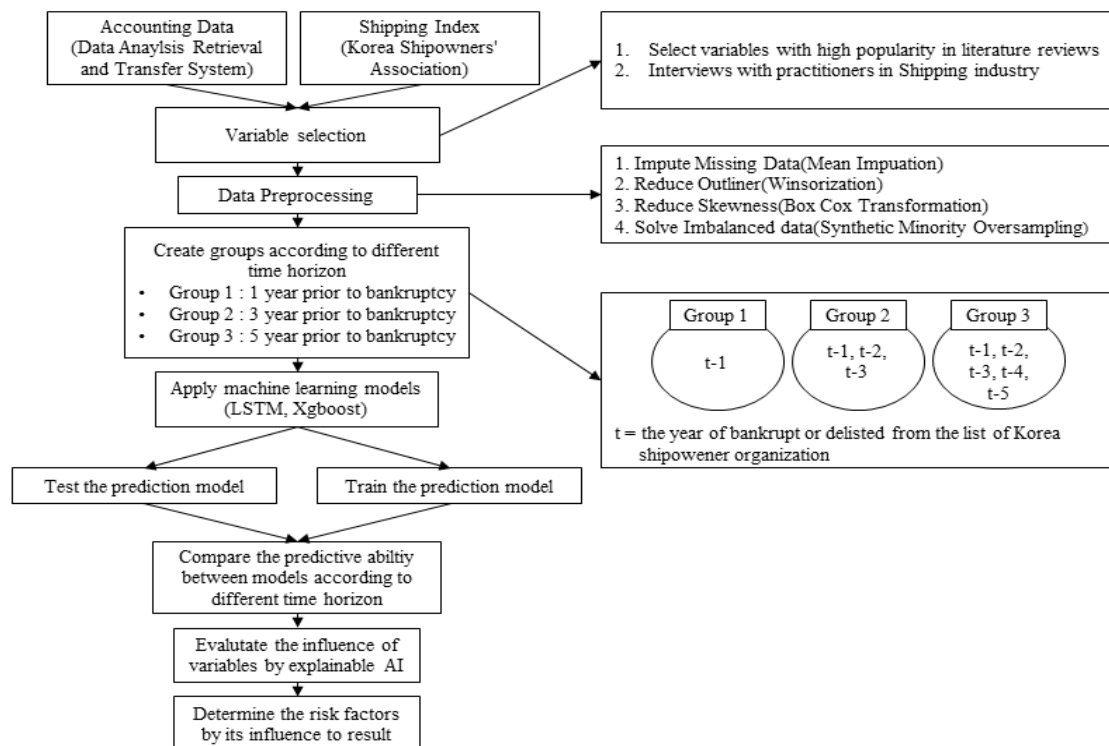 Accounting Data
(Data Anaylsis Retrieval
and Transfer System)
Shipping Index
(Korea Shipowners'
Association)
1. Select variables with high popularity in literature reviews
2. Interviews with practitioners in Shipping industry
Variable selection
Data Preprocessing
1. Impute Missing Data(Mean Impuation)
2. Reduce Outliner(Winsorization)
3. Reduce Skewness(Box Cox Transformation)
4. Solve Imbalanced data(Synthetic Minority Oversampling)
Create groups according to different
time horizon
• Group 1 : 1 year prior to bankruptcy
• Group 2 : 3 year prior to bankruptcy
• Group 3 : 5 year prior to bankruptcy
Group 1
t-1
Group 2
t-1, t-2,
t-3
Group 3
t-1, t-2,
t-3, t-4,
t-5
t = the year of bankrupt or delisted from the list of Korea
shipowener organization
Apply machine learning models
(LSTM, Xgboost)
Test the prediction model
Train the prediction model
Compare the predictive abiltiy
between models according to
different time horizon
Evalutate the influence of
variables by explainable AI
Determine the risk factors
by its influence to result